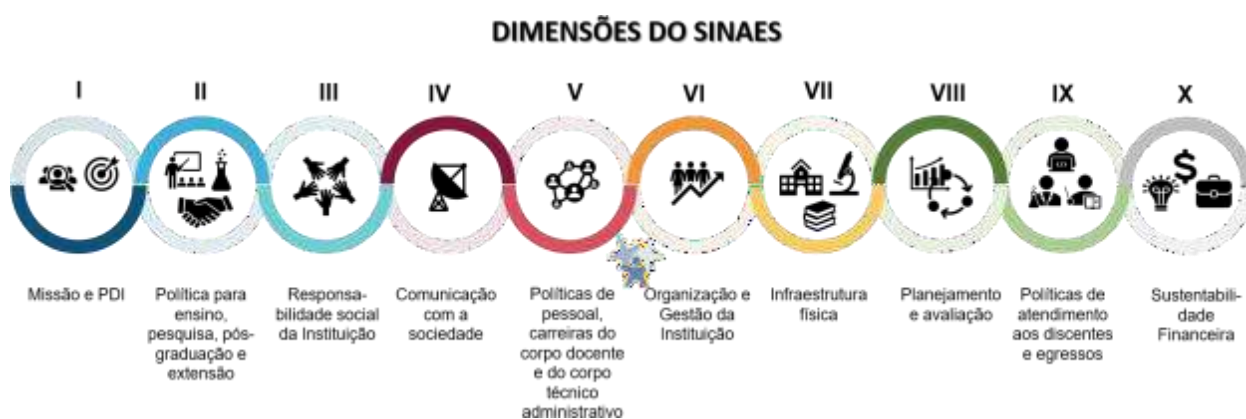 DIMENSÕES DO SINAES
I
II
III
IV
V
VI
VII
VIII
IX
X
Missão e PDI
Política para
ensino,
pesquisa, pós-
graduação e
extensão
Responsa-
bilidade social
da Instituição
Comunicação
com a
sociedade
Políticas de
pessoal,
carreiras do
corpo docente
e do corpo
técnico
administrativo
Organização e
Gestão da
Instituição
Infraestrutura
física
Planejamento
e avaliação
Políticas de
atendimento
aos discentes
e egressos
Sustentabili-
dade
Financeira